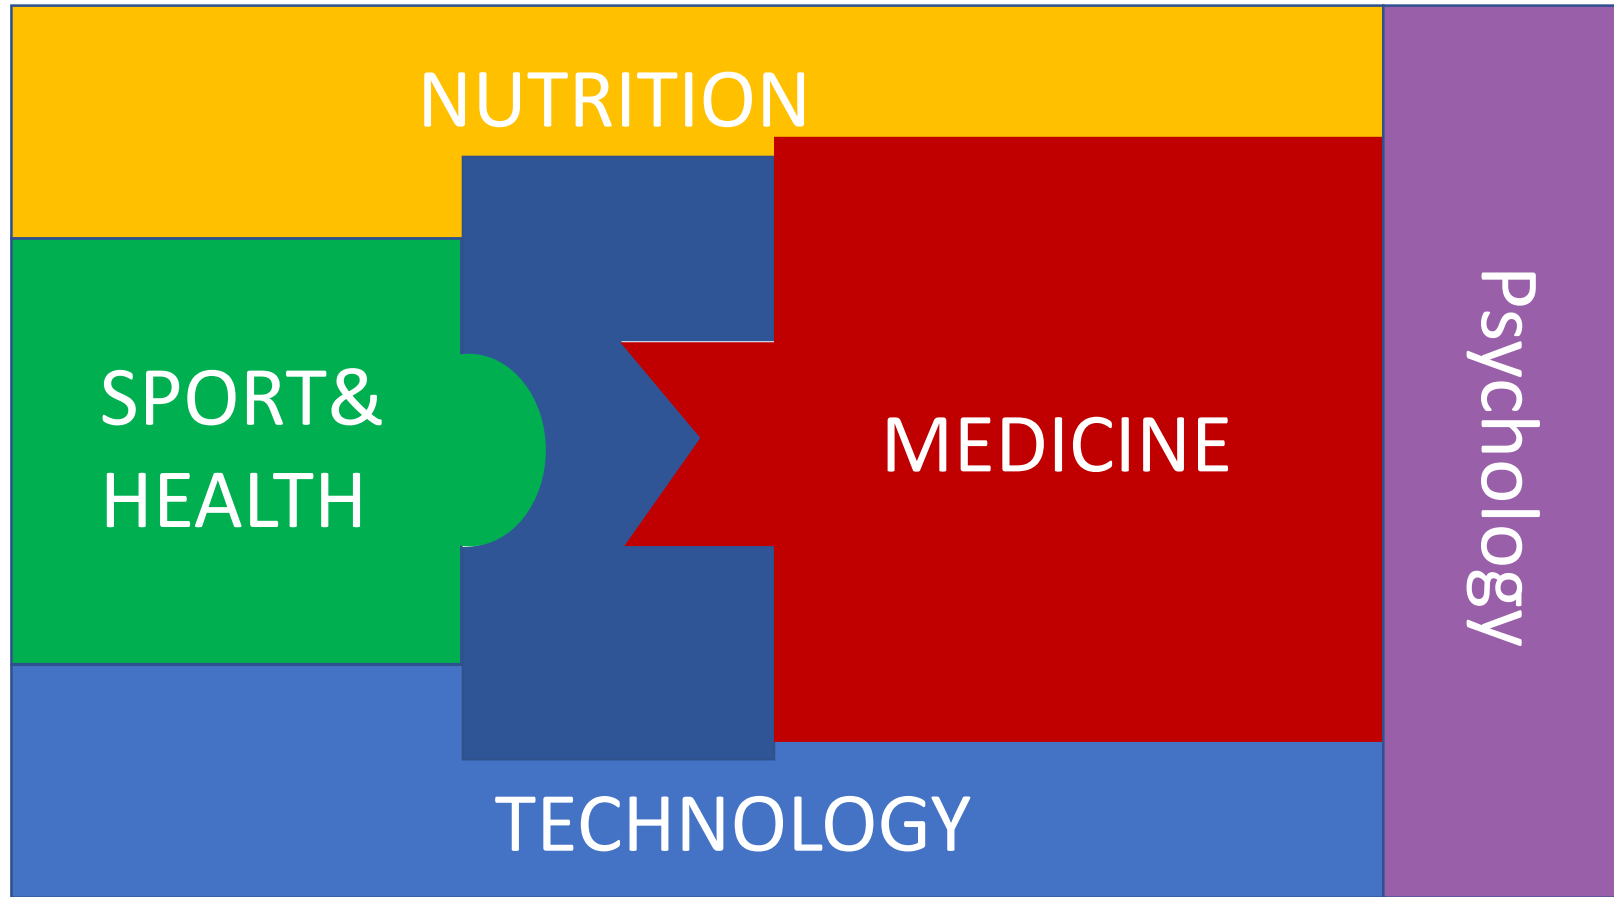 NUTRITION
SPORT&
HEALTH
MEDICINE
Psychology
TECHNOLOGY